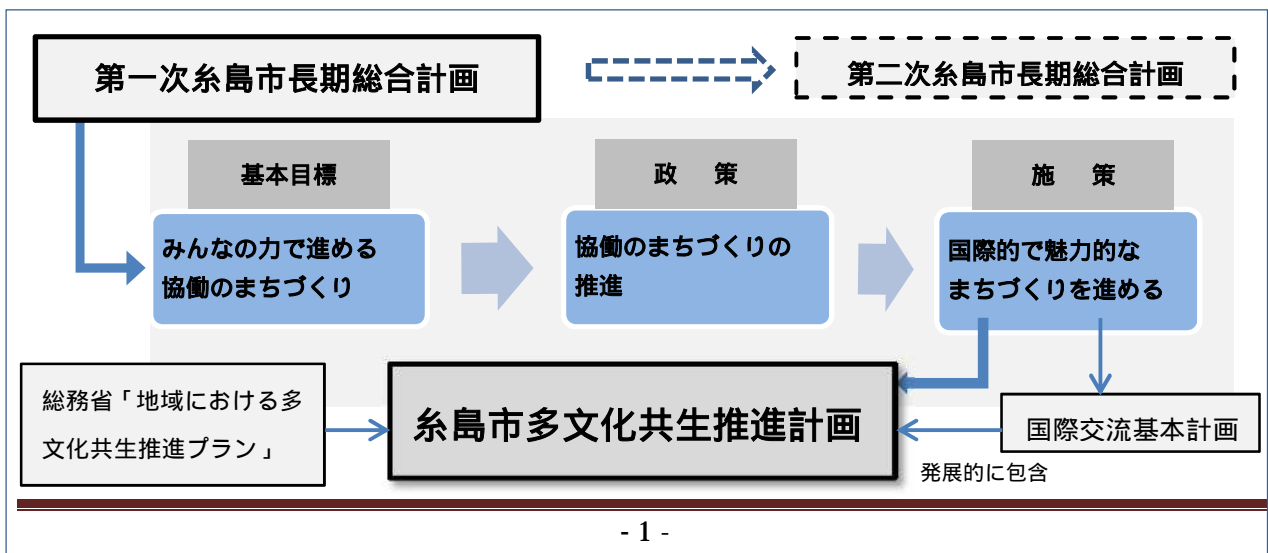 第一次糸島市長期総合計画
第二次糸島市長期総合計画
基本目標
政　策
施　策
みんなの力で進める
協働のまちづくり
協働のまちづくりの
推進
国際的で魅力的な
まちづくりを進める
総務省「地域における多
文化共生推進プラン」
糸島市多文化共生推進計画
国際交流基本計画
発展的に包含
- 1 -